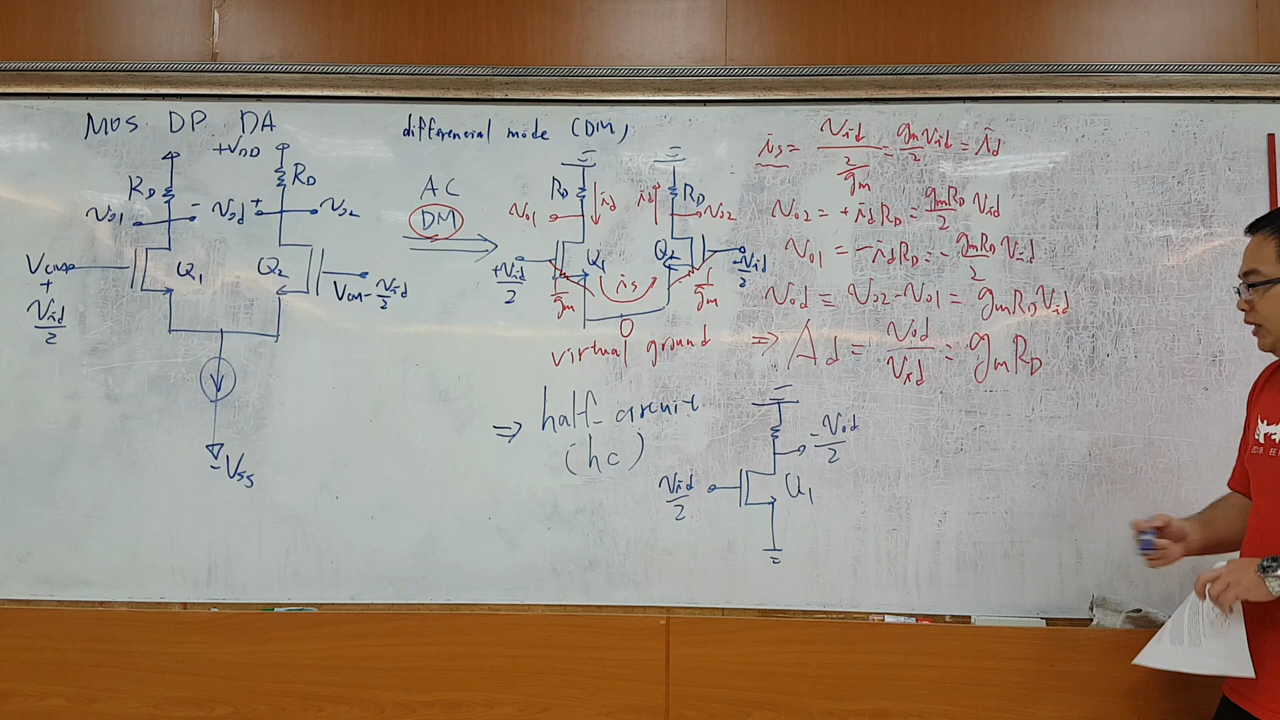 MOS DP DA
+VDD
RD
RD
vo1
- vod +
vo2
VCM
+
vid/2
Q1
Q2
VCM - vid/2
-VSS
AC
DM
differencial mode (DM)
RD
id
id
RD
vo1
vo2
+vid/2
Q1
Q2
-vid/2
1/gm
is
1/gm
0
virtual ground
is = vid/(2/gm) = gm/2 vid = id
vo2 = +id RD = gmRD/2 vid
vo1 = -id RD = -gmRD/2 vid
vod = vo2 - vo1 = gmRD vid
⇒ Ad = vod/vid = gmRD
⇒ half circuit
(hc)
-vod/2
vid/2
Q1